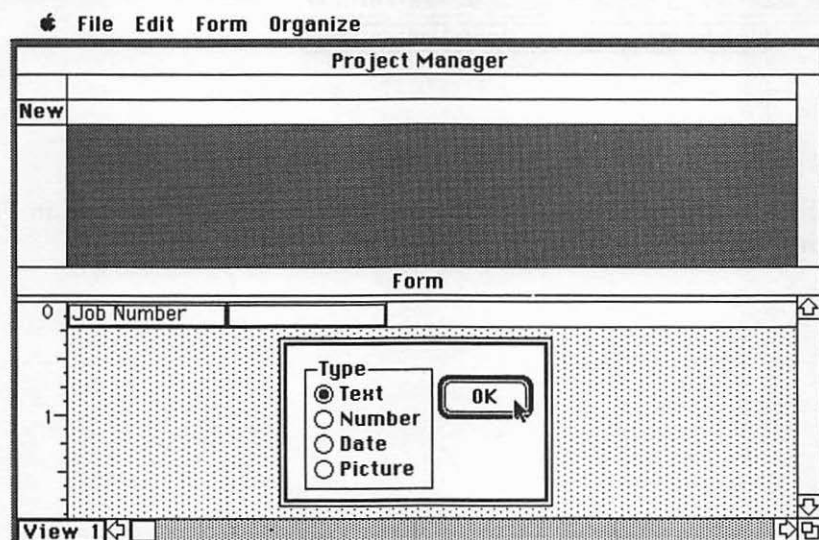 File Edit Form Organize
Project Manager
New
Form
0 Job Number
Type
Text
OK
Number
1
Date
Picture
View 1